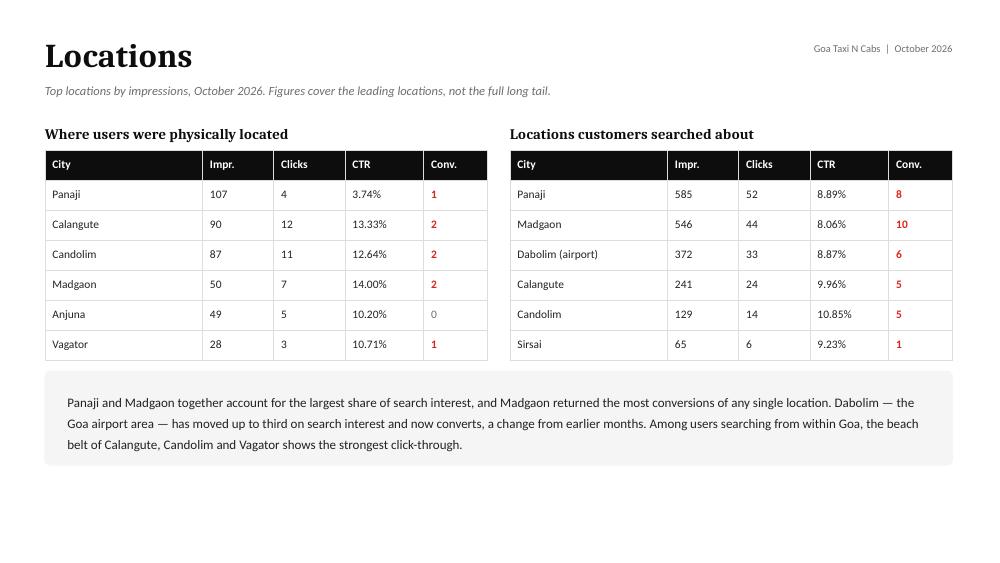 Locations
Goa Taxi N Cabs | October 2026
Top locations by impressions, October 2026. Figures cover the leading locations, not the full long tail.
Where users were physically located
City Impr. Clicks CTR Conv.
Panaji 107 4 3.74% 1
Calangute 90 12 13.33% 2
Candolim 87 11 12.64% 2
Madgaon 50 7 14.00% 2
Anjuna 49 5 10.20% 0
Vagator 28 3 10.71% 1
Locations customers searched about
City Impr. Clicks CTR Conv.
Panaji 585 52 8.89% 8
Madgaon 546 44 8.06% 10
Dabolim (airport) 372 33 8.87% 6
Calangute 241 24 9.96% 5
Candolim 129 14 10.85% 5
Sirsai 65 6 9.23% 1
Panaji and Madgaon together account for the largest share of search interest, and Madgaon returned the most conversions of any single location. Dabolim — the
Goa airport area — has moved up to third on search interest and now converts, a change from earlier months. Among users searching from within Goa, the beach
belt of Calangute, Candolim and Vagator shows the strongest click-through.